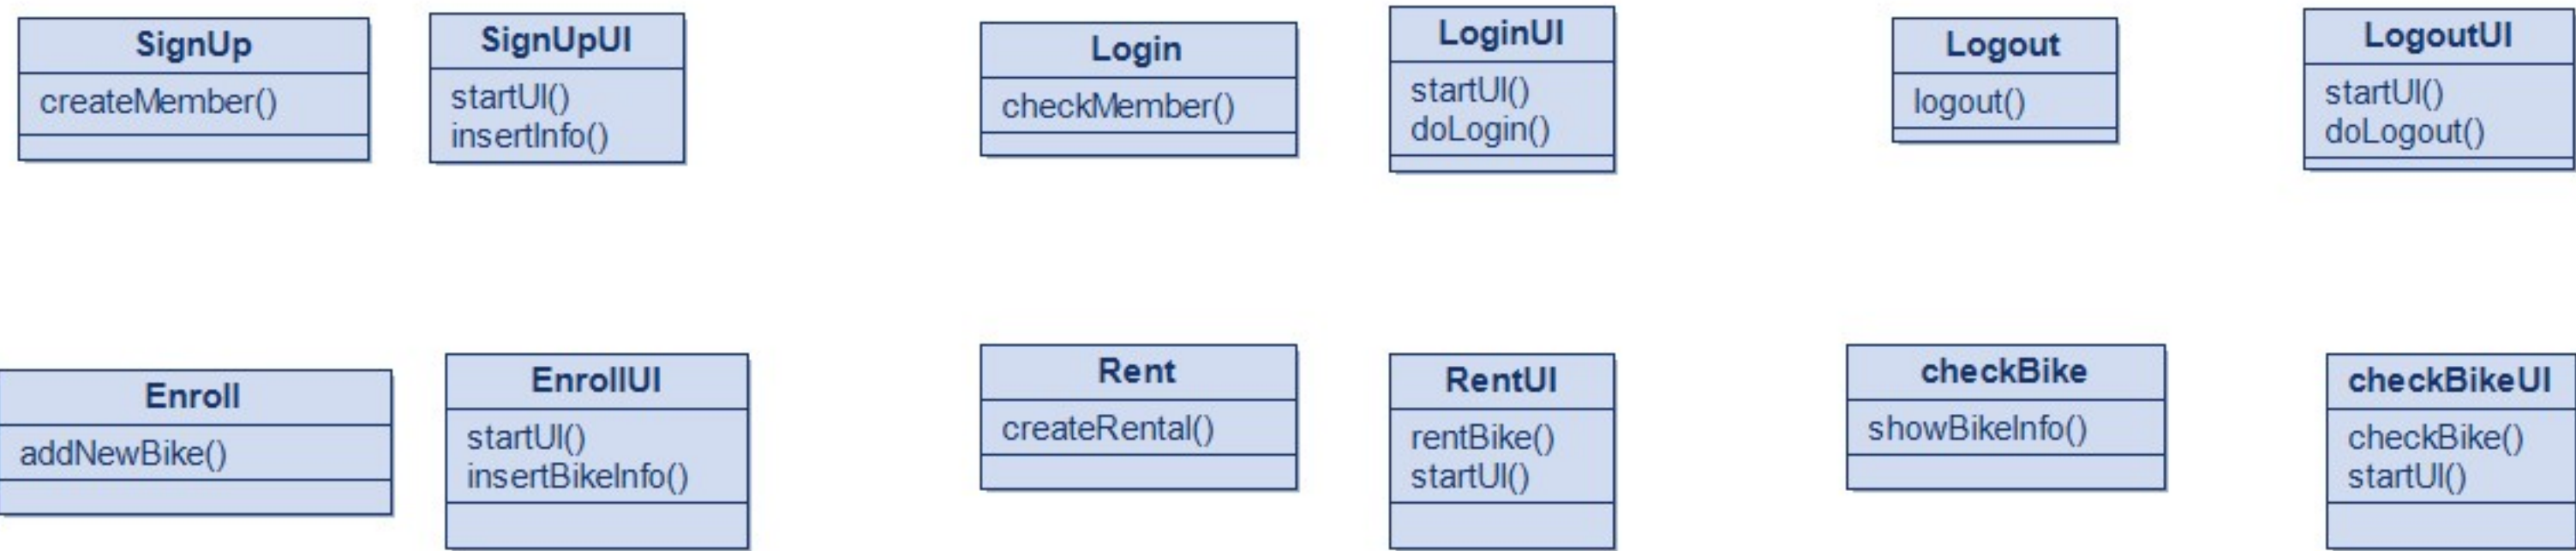 SignUp
createMember()
SignUpUI
startUI()
insertInfo()
Login
checkMember()
LoginUI
startUI()
doLogin()
Logout
logout()
LogoutUI
startUI()
doLogout()
Enroll
addNewBike()
EnrollUI
startUI()
insertBikeInfo()
Rent
createRental()
RentUI
rentBike()
startUI()
checkBike
showBikeInfo()
checkBikeUI
checkBike()
startUI()